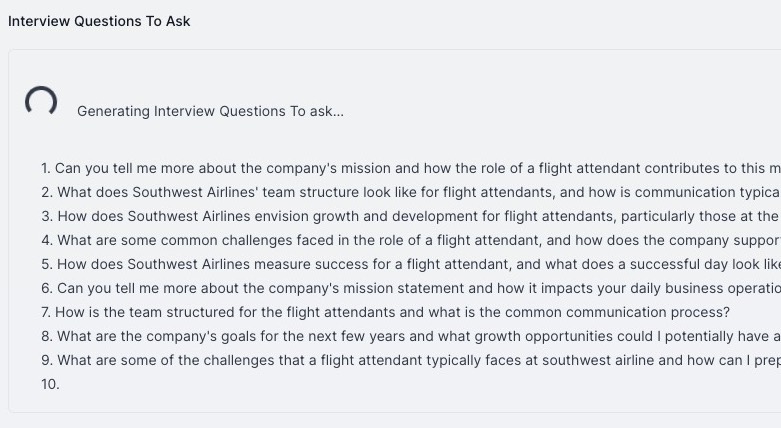 Interview Questions To Ask
Generating Interview Questions To ask...
1. Can you tell me more about the company's mission and how the role of a flight attendant contributes to this m
2. What does Southwest Airlines' team structure look like for flight attendants, and how is communication typica
3. How does Southwest Airlines envision growth and development for flight attendants, particularly those at the
4. What are some common challenges faced in the role of a flight attendant, and how does the company suppor
5. How does Southwest Airlines measure success for a flight attendant, and what does a successful day look like
6. Can you tell me more about the company's mission statement and how it impacts your daily business operatio
7. How is the team structured for the flight attendants and what is the common communication process?
8. What are the company's goals for the next few years and what growth opportunities could I potentially have a
9. What are some of the challenges that a flight attendant typically faces at southwest airline and how can I prep
10.